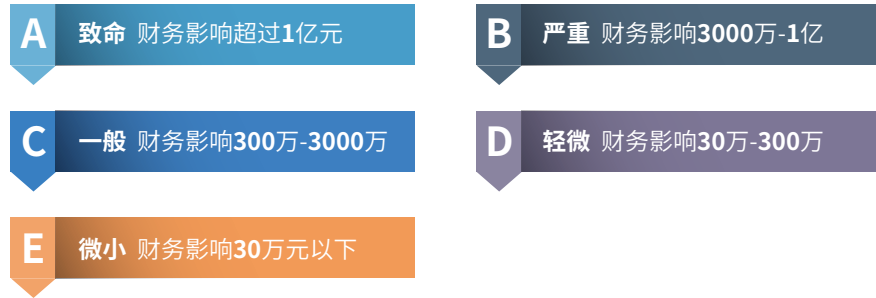 A 致命 财务影响超过1亿元
B 严重 财务影响3000万-1亿
C 一般 财务影响300万-3000万
D 轻微 财务影响30万-300万
E 微小 财务影响30万元以下